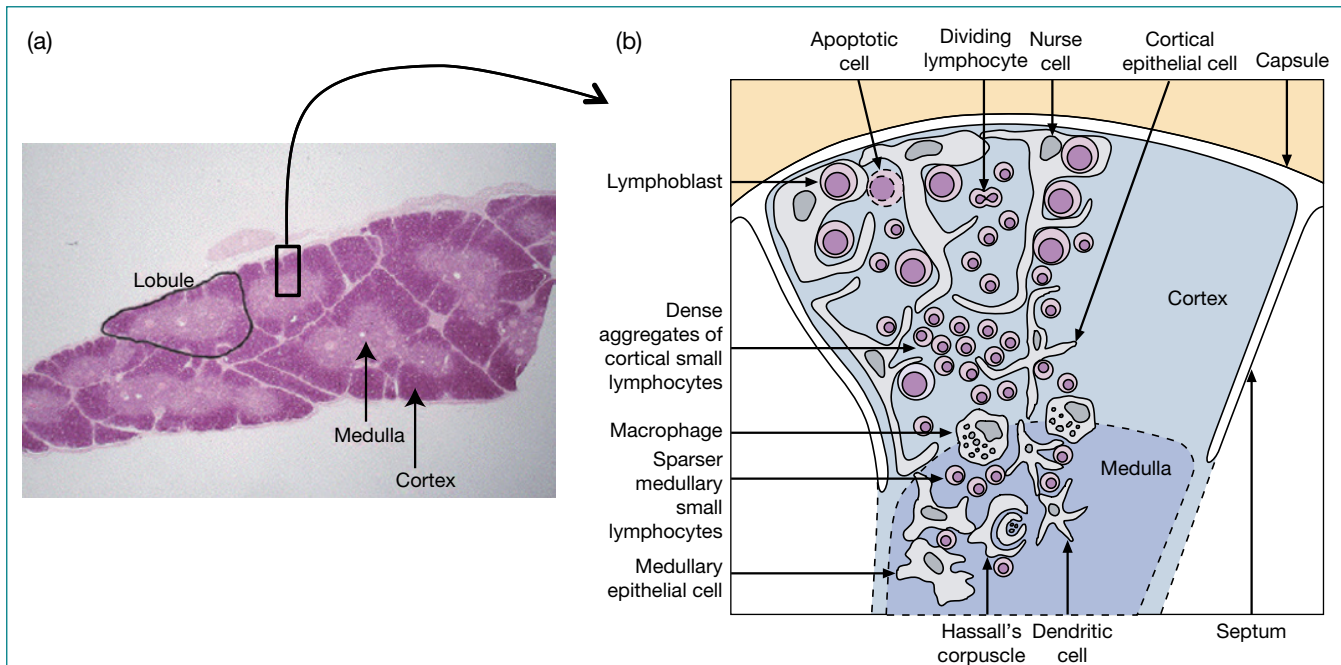 (a)
Lobule
Medulla
Cortex
(b)
Apoptotic
cell
Dividing
lymphocyte
Nurse
cell
Cortical
epithelial cell
Capsule
Lymphoblast
Cortex
Dense
aggregates of
cortical small
lymphocytes
Macrophage
Medulla
Sparser
medullary
small
lymphocytes
Medullary
epithelial cell
Hassall's
corpuscle
Dendritic
cell
Septum